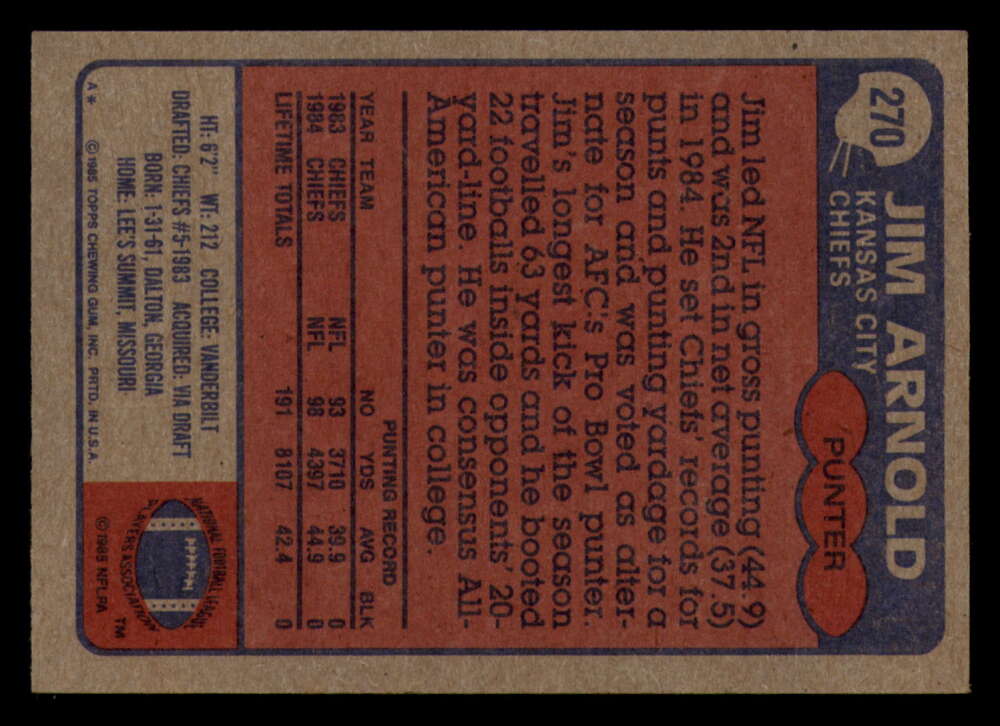 270
JIM ARNOLD
KANSAS CITY
CHIEFS
PUNTER
Jim led NFL in gross punting (44.9)
and was 2nd in net average (37.5)
in 1984. He set Chiefs' records for
punts and punting yardage for a
season and was voted as alter-
nate for AFC's Pro Bowl punter.
Jim's longest kick of the season
travelled 63 yards and he booted
22 footballs inside opponents' 20-
yard-line. He was consensus All-
American punter in college.
PUNTING RECORD
YEAR TEAM NO YDS AVG BLK
1983 CHIEFS NFL 93 3710 39.9 0
1984 CHIEFS NFL 98 4397 44.9 0
LIFETIME TOTALS 191 8107 42.4 0
HT: 6'2" WT: 212 COLLEGE: VANDERBILT
DRAFTED: CHIEFS #5-1983 ACQUIRED: VIA DRAFT
BORN: 1-31-61, DALTON, GEORGIA
HOME: LEE'S SUMMIT, MISSOURI
A* ©1985 TOPPS CHEWING GUM, INC. PRTD. IN U.S.A.
NATIONAL FOOTBALL LEAGUE
PLAYERS ASSOCIATION
TM
©1985 NFLPA